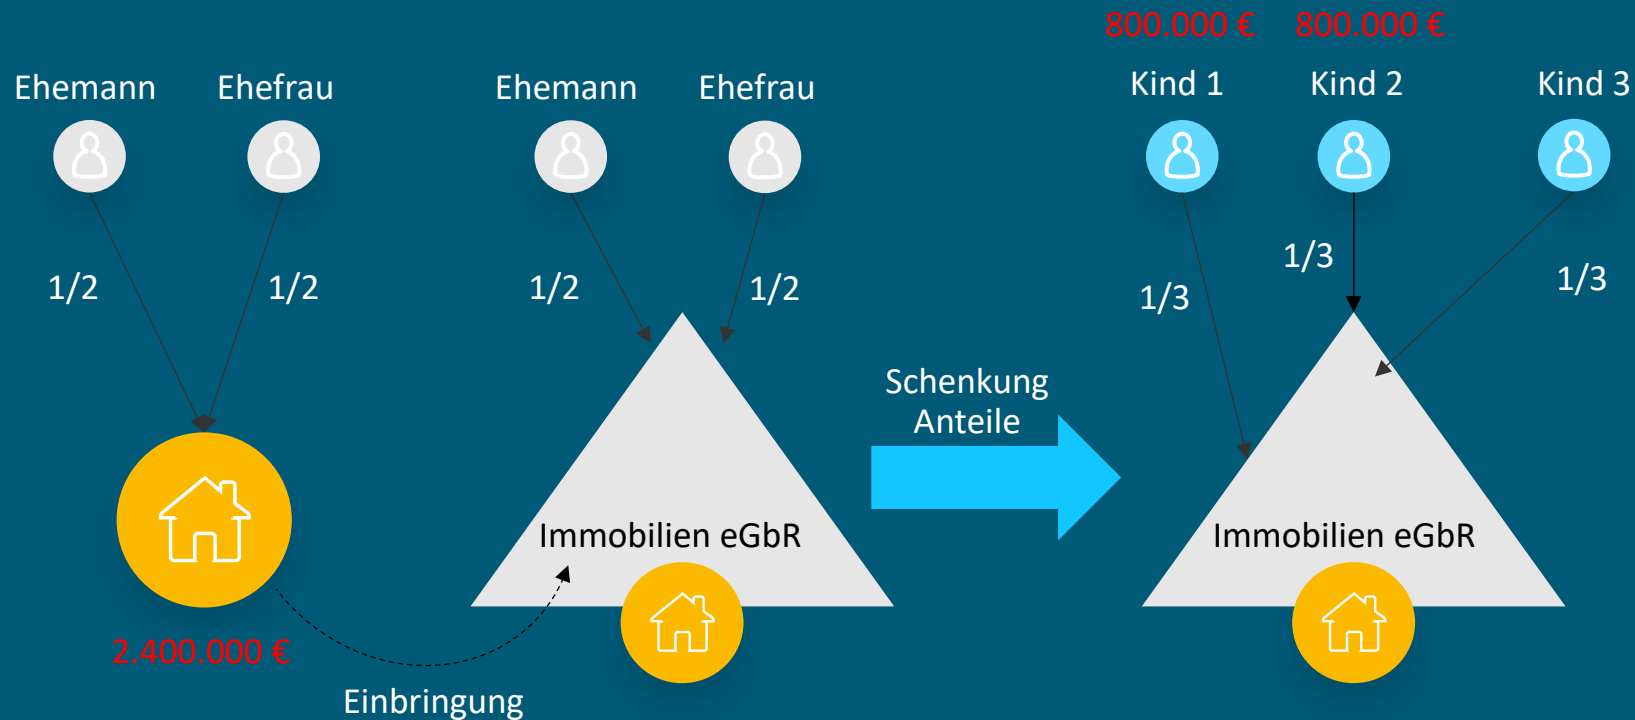 Ehemann
Ehefrau
1/2
1/2
2.400.000 €
Einbringung
Ehemann
Ehefrau
1/2
1/2
Immobilien eGbR
Schenkung
Anteile
800.000 €
800.000 €
Kind 1
Kind 2
Kind 3
1/3
1/3
1/3
Immobilien eGbR